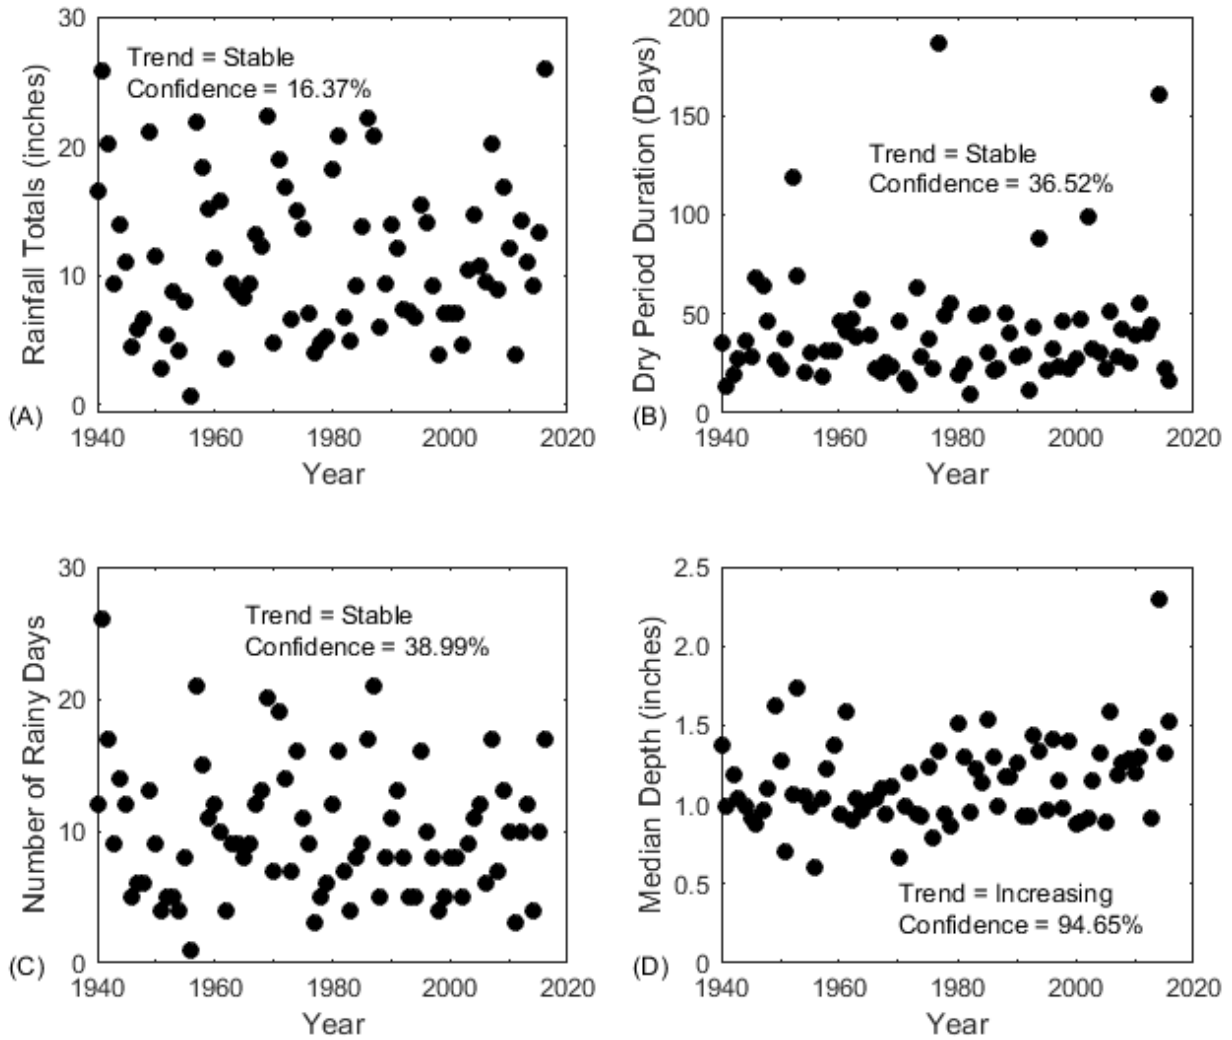 30
20
10
0
Rainfall Totals (inches)
Trend = Stable
Confidence = 16.37%
(A)
1940 1960 1980 2000 2020
Year
200
150
100
50
0
Dry Period Duration (Days)
Trend = Stable
Confidence = 36.52%
(B)
1940 1960 1980 2000 2020
Year
30
20
10
0
Number of Rainy Days
Trend = Stable
Confidence = 38.99%
(C)
1940 1960 1980 2000 2020
Year
2.5
2.0
1.5
1.0
0.5
0
Median Depth (inches)
Trend = Increasing
Confidence = 94.65%
(D)
1940 1960 1980 2000 2020
Year